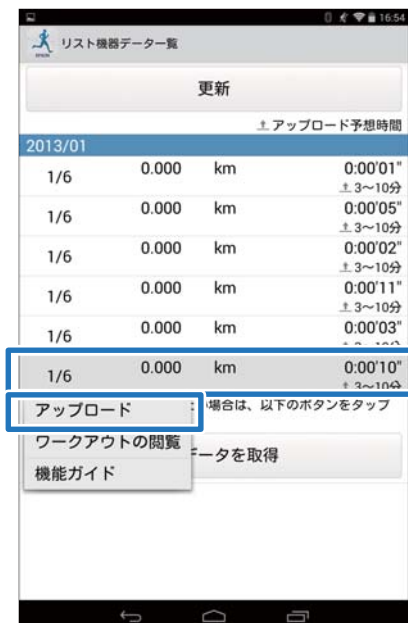 16:54
EPSON
リスト機器データ一覧
更新
アップロード予想時間
2013/01
1/6 0.000 km 0:00'01"
3〜10分
1/6 0.000 km 0:00'05"
3〜10分
1/6 0.000 km 0:00'02"
3〜10分
1/6 0.000 km 0:00'11"
3〜10分
1/6 0.000 km 0:00'03"
1/6 0.000 km 0:00'10"
3〜10分
アップロード
場合は、以下のボタンをタップ
ワークアウトの閲覧
データを取得
機能ガイド